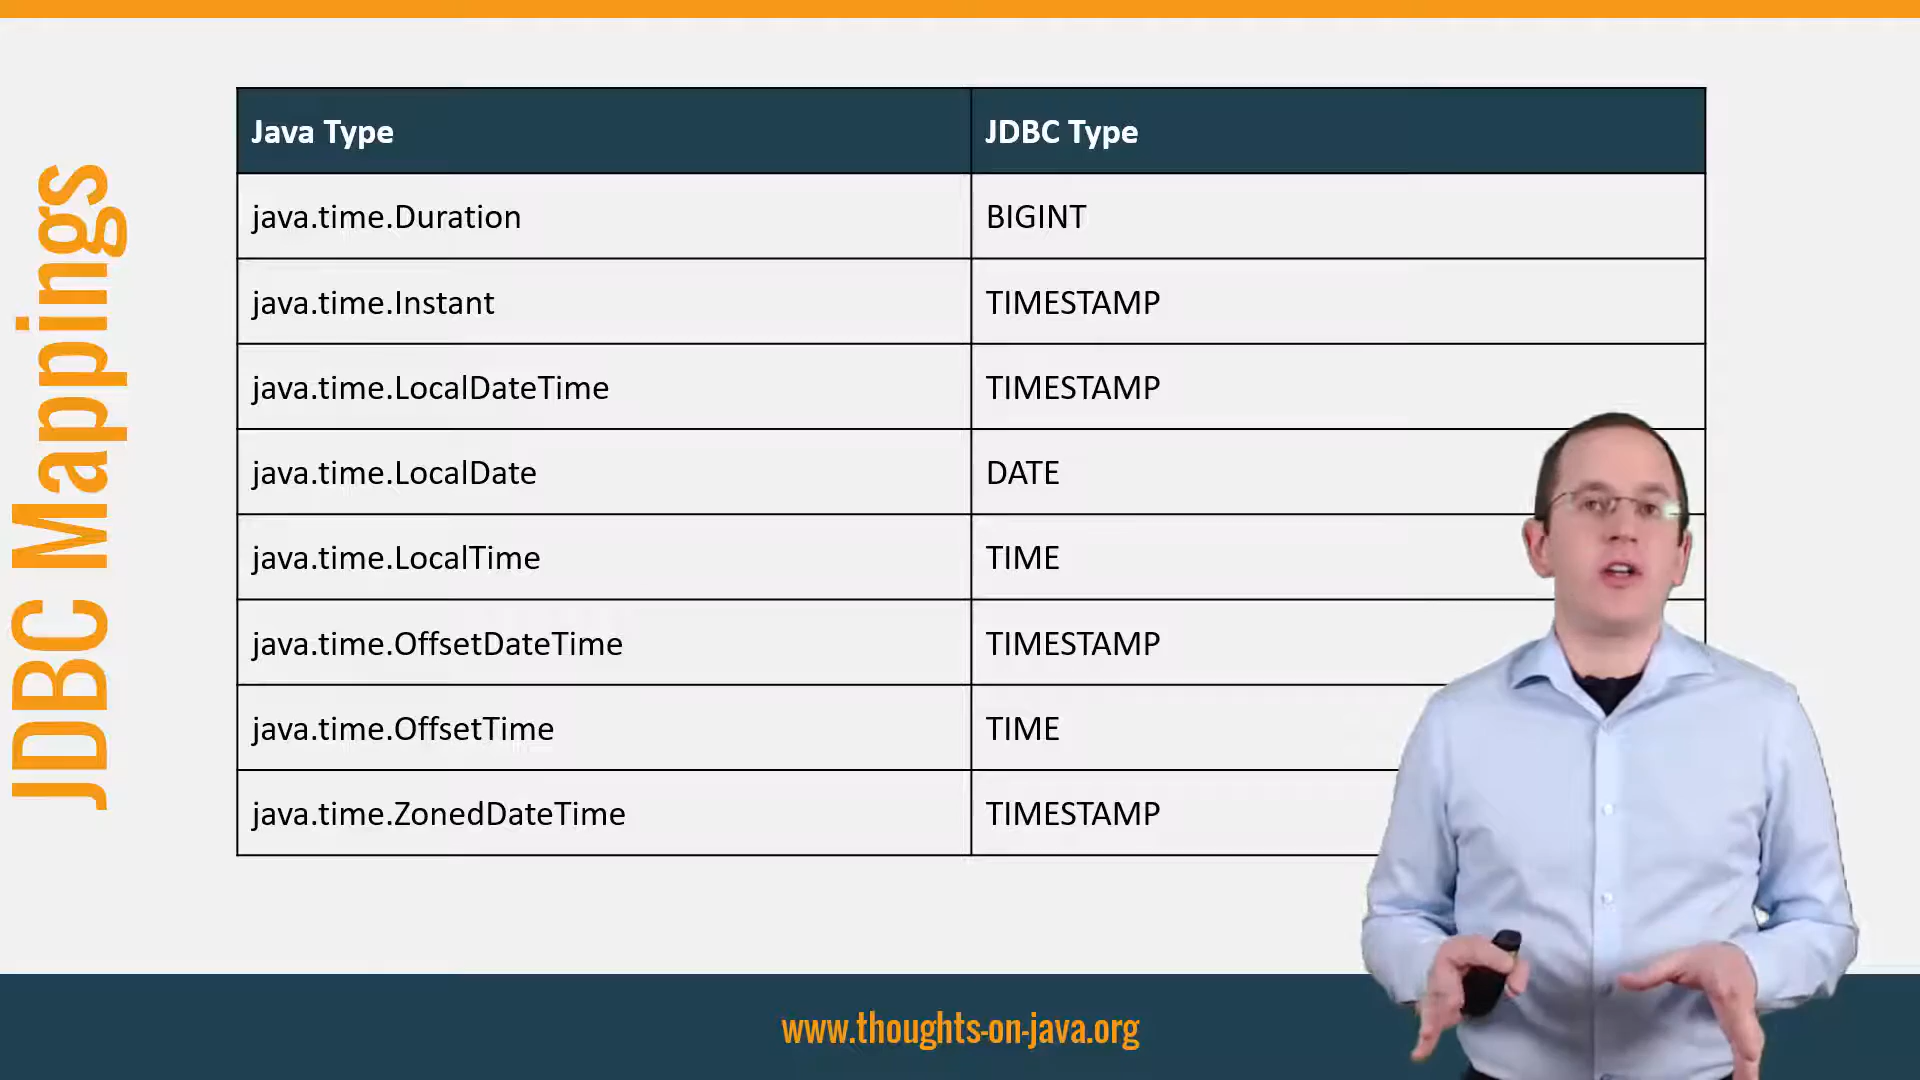 JDBC Mappings
Java Type JDBC Type
java.time.Duration BIGINT
java.time.Instant TIMESTAMP
java.time.LocalDateTime TIMESTAMP
java.time.LocalDate DATE
java.time.LocalTime TIME
java.time.OffsetDateTime TIMESTAMP
java.time.OffsetTime TIME
java.time.ZonedDateTime TIMESTAMP
www.thoughts-on-java.org